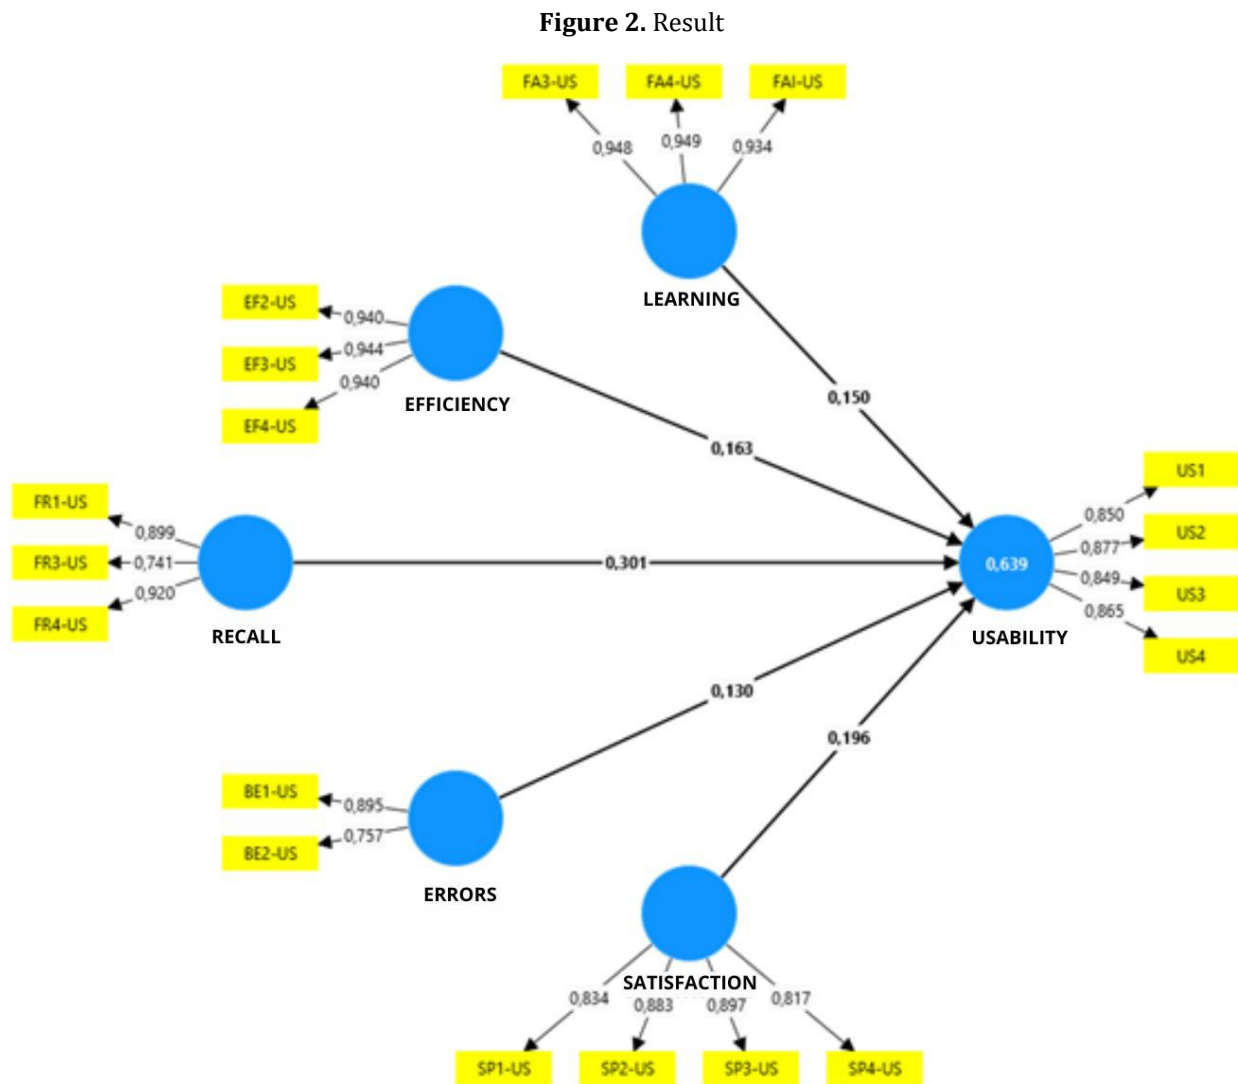 Figure 2. Result
FA3-US
FA4-US
FAI-US
0,948
0,949
0,934
LEARNING
EF2-US
EF3-US
EF4-US
0,940
0,944
0,940
EFFICIENCY
0,150
0,163
FR1-US
FR3-US
FR4-US
0,899
0,741
0,920
RECALL
0,301
0,639
USABILITY
0,850
0,877
0,849
0,865
US1
US2
US3
US4
0,130
0,196
BE1-US
BE2-US
0,895
0,757
ERRORS
SATISFACTION
0,834
0,883
0,897
0,817
SP1-US
SP2-US
SP3-US
SP4-US